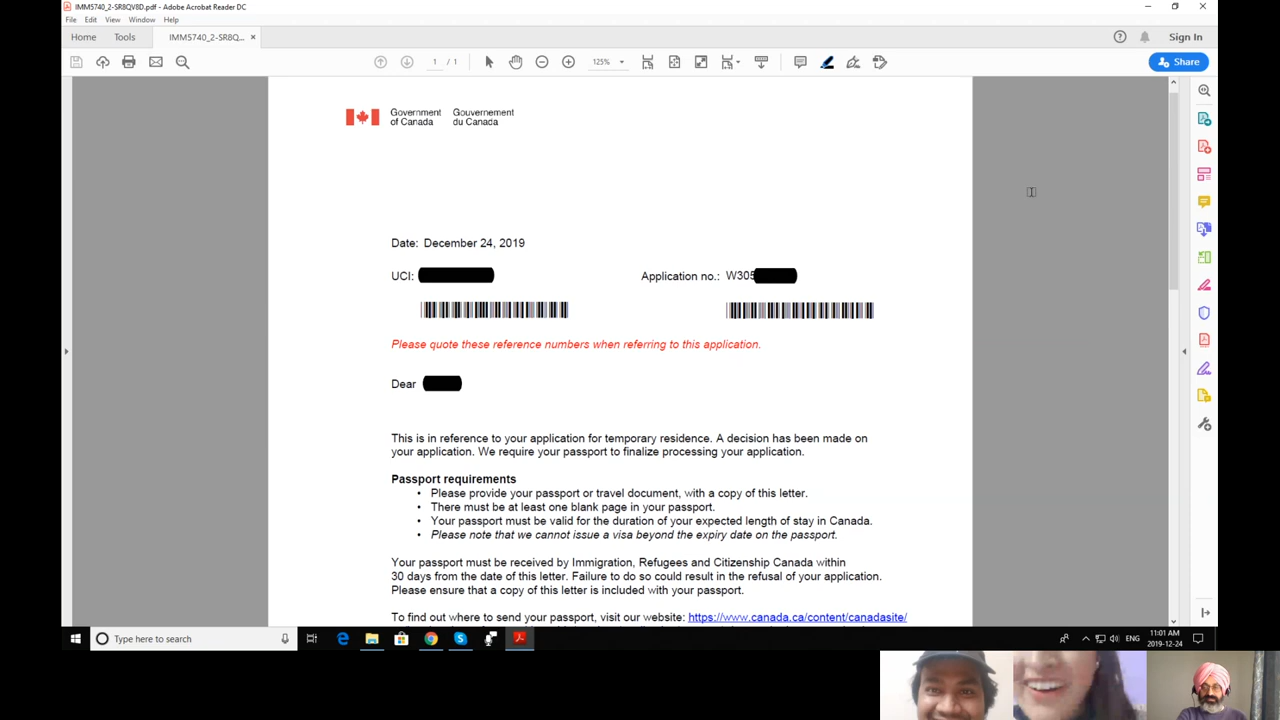 IMM5740_2-SR8QV8D.pdf - Adobe Acrobat Reader DC
File Edit View Window Help
Home Tools IMM5740_2-SR8Q... × Sign In
1 / 1 125% Share
Government of Canada Gouvernement du Canada
Date: December 24, 2019
UCI: Application no.: W305
Please quote these reference numbers when referring to this application.
Dear
This is in reference to your application for temporary residence. A decision has been made on
your application. We require your passport to finalize processing your application.
Passport requirements
• Please provide your passport or travel document, with a copy of this letter.
• There must be at least one blank page in your passport.
• Your passport must be valid for the duration of your expected length of stay in Canada.
• Please note that we cannot issue a visa beyond the expiry date on the passport.
Your passport must be received by Immigration, Refugees and Citizenship Canada within
30 days from the date of this letter. Failure to do so could result in the refusal of your application.
Please ensure that a copy of this letter is included with your passport.
To find out where to send your passport, visit our website: https://www.canada.ca/content/canadasite/
Type here to search ENG 11:01 AM
2019-12-24